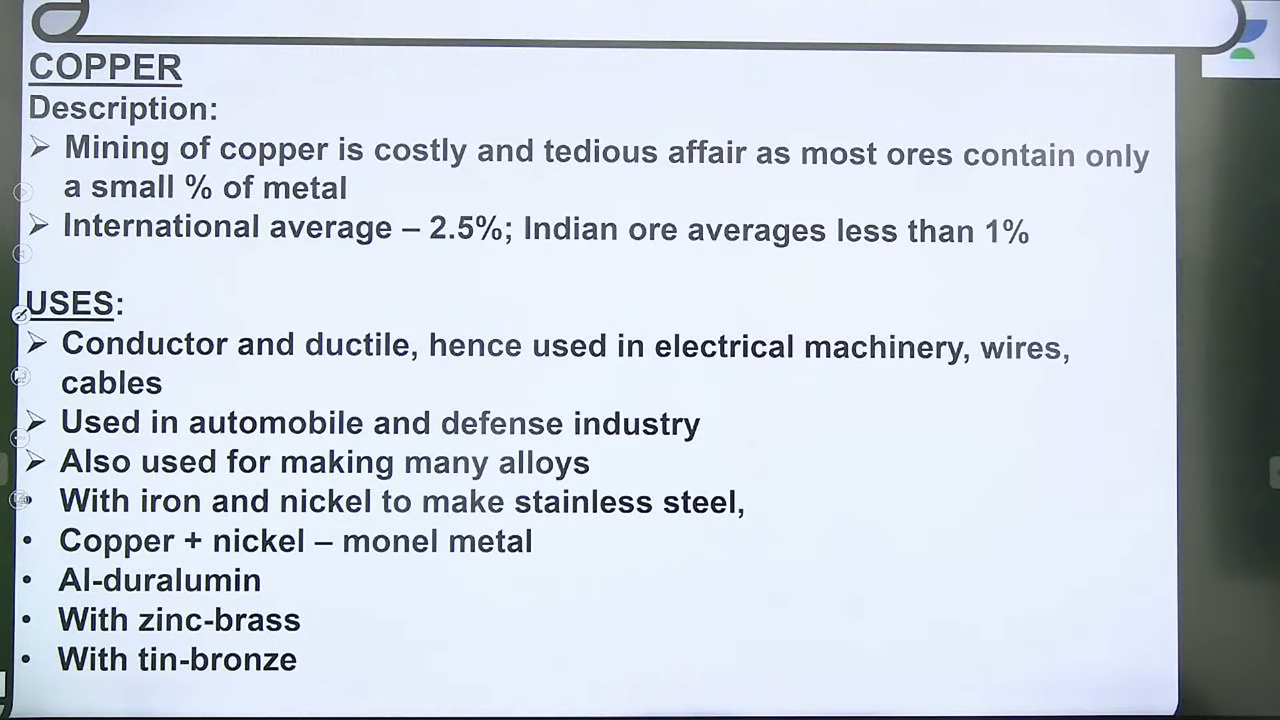 COPPER
Description:
➢ Mining of copper is costly and tedious affair as most ores contain only
a small % of metal
➢ International average – 2.5%; Indian ore averages less than 1%
USES:
➢ Conductor and ductile, hence used in electrical machinery, wires,
cables
➢ Used in automobile and defense industry
➢ Also used for making many alloys
• With iron and nickel to make stainless steel,
• Copper + nickel – monel metal
• Al-duralumin
• With zinc-brass
• With tin-bronze